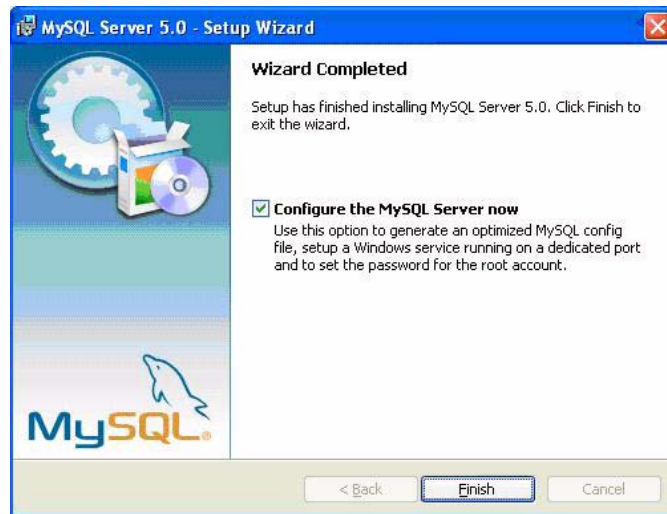 MySQL Server 5.0 - Setup Wizard
Wizard Completed
Setup has finished installing MySQL Server 5.0. Click Finish to
exit the wizard.
Configure the MySQL Server now
Use this option to generate an optimized MySQL config
file, setup a Windows service running on a dedicated port
and to set the password for the root account.
MySQL®
< Back
Finish
Cancel